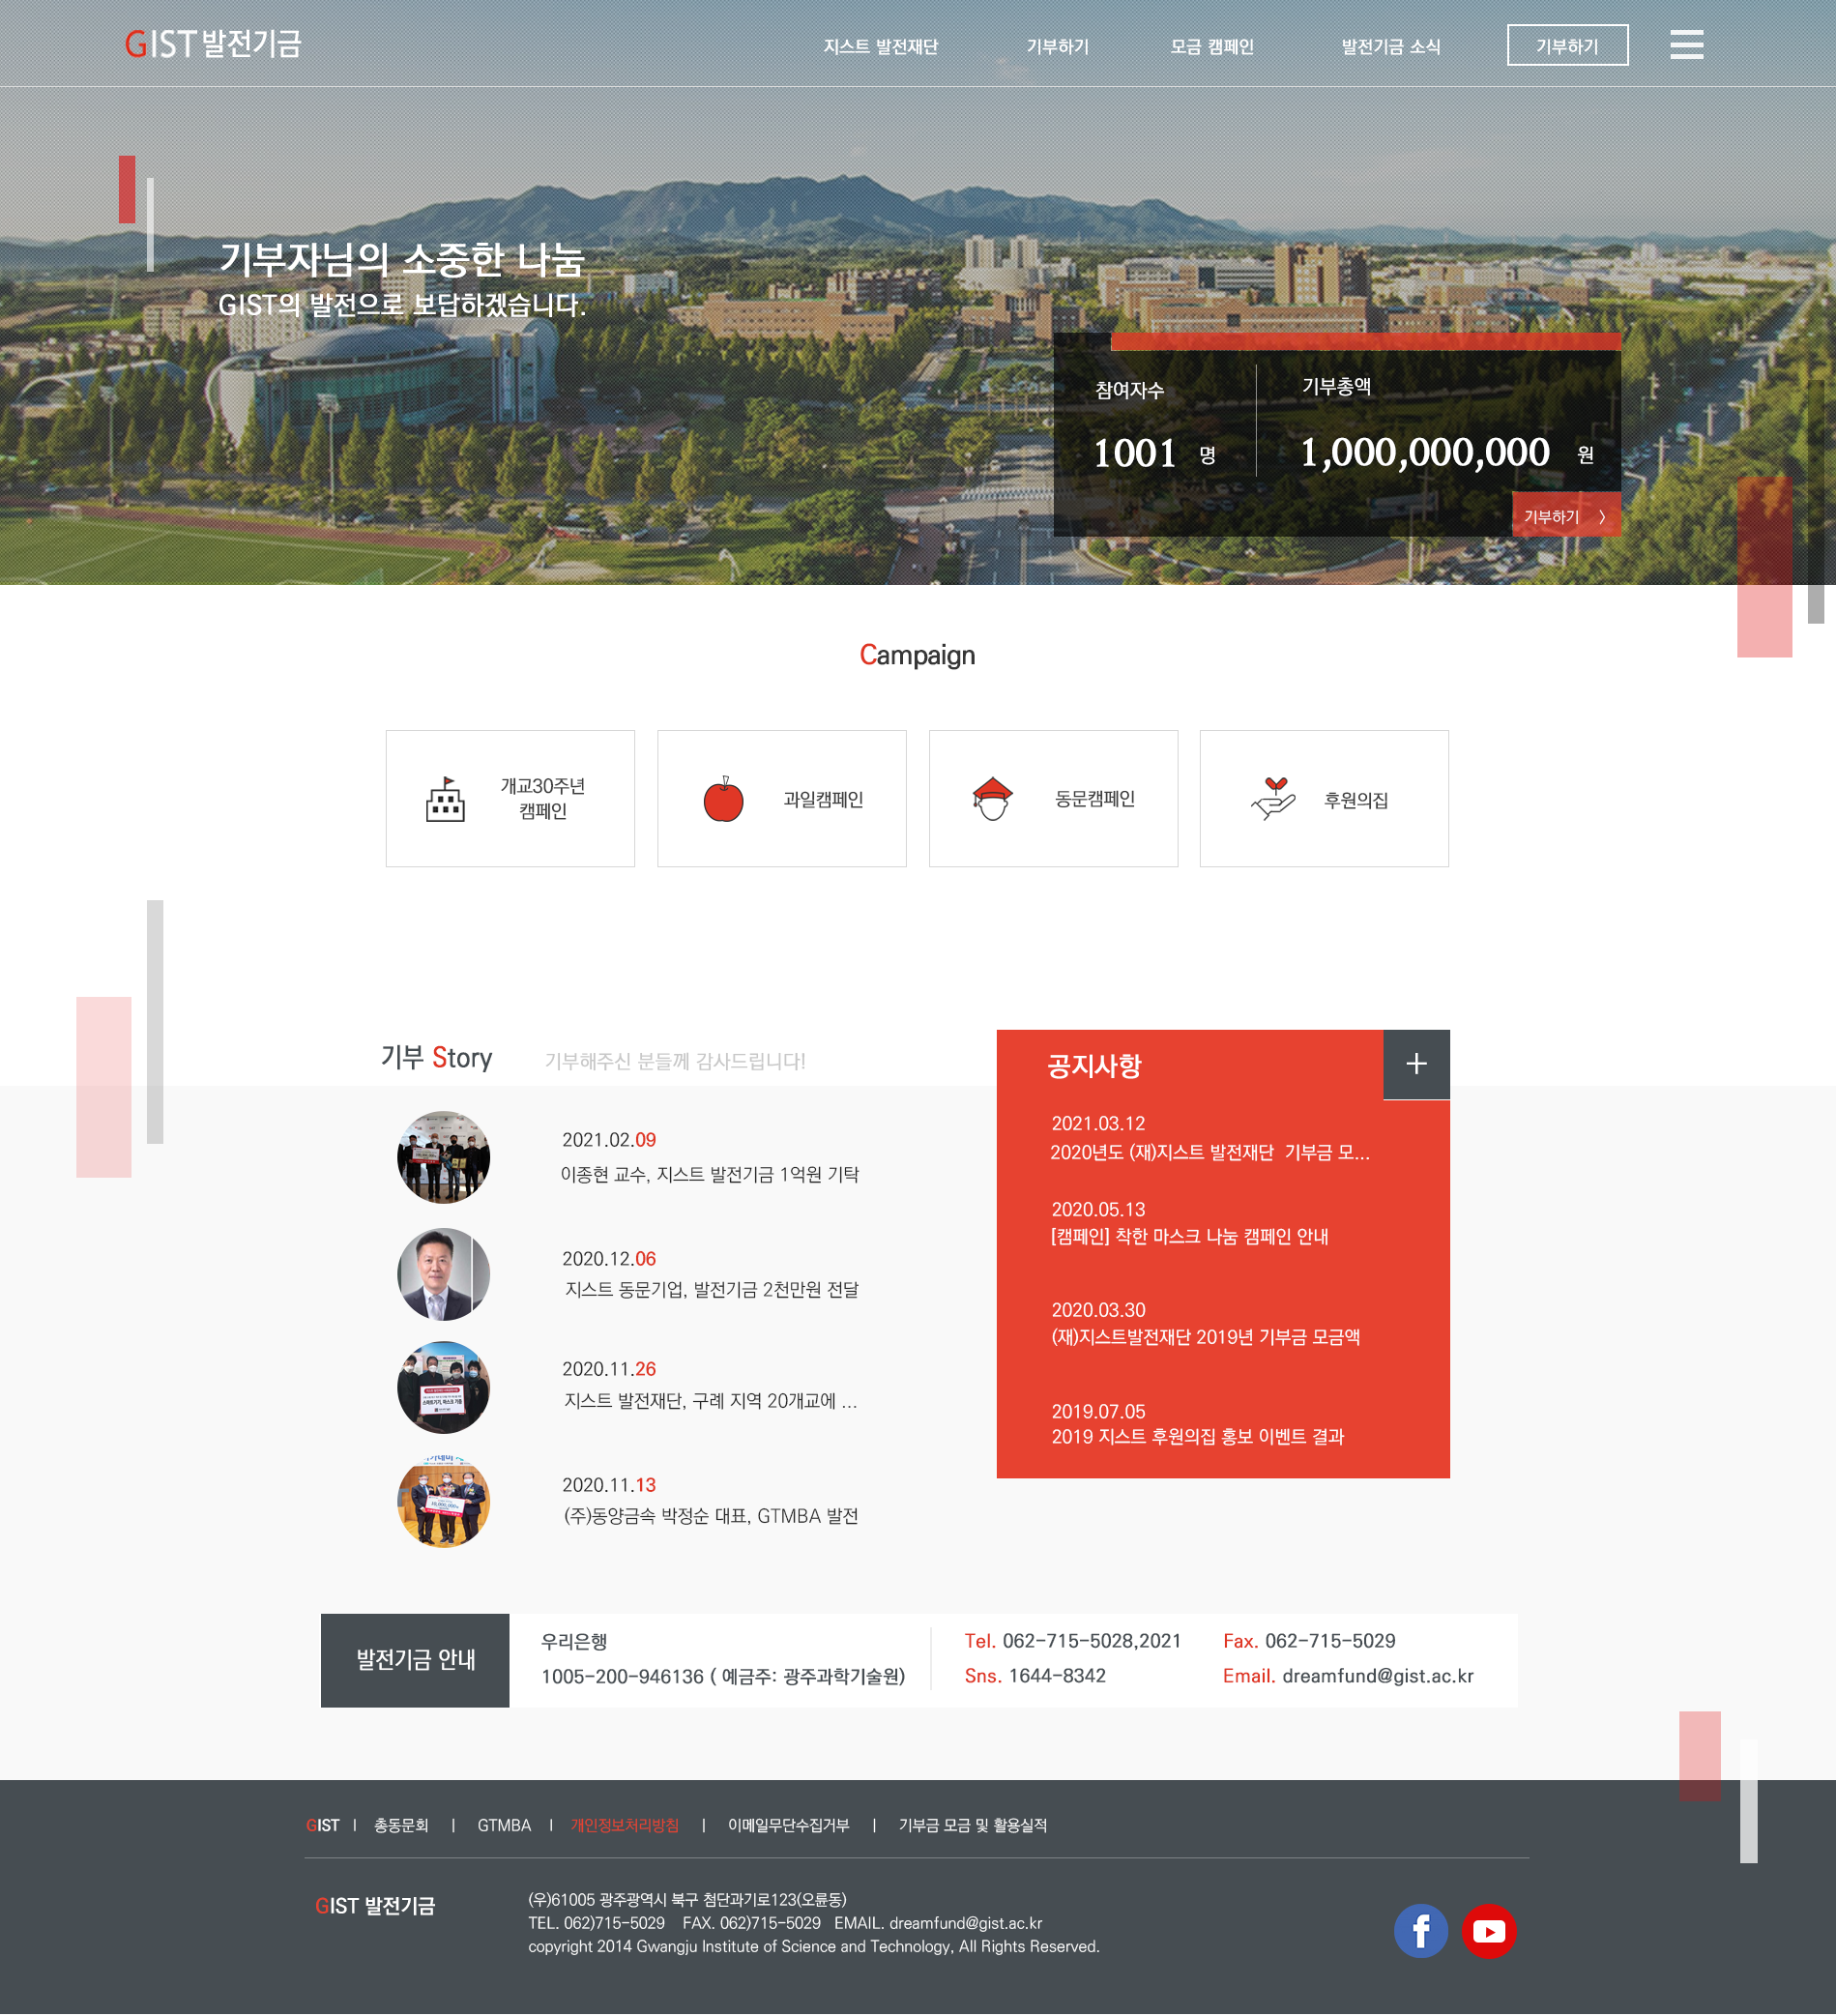 GIST 발전기금
지스트 발전재단
기부하기
모금 캠페인
발전기금 소식
기부하기
기부자님의 소중한 나눔
GIST의 발전으로 보답하겠습니다.
참여자수
1001 명
기부총액
1,000,000,000 원
기부하기 〉
Campaign
개교30주년
캠페인
과일캠페인
동문캠페인
후원의집
기부 Story
기부해주신 분들께 감사드립니다!
2021.02.09
이종현 교수, 지스트 발전기금 1억원 기탁
2020.12.06
지스트 동문기업, 발전기금 2천만원 전달
2020.11.26
지스트 발전재단, 구례 지역 20개교에 ...
2020.11.13
(주)동양금속 박정순 대표, GTMBA 발전
공지사항
+
2021.03.12
2020년도 (재)지스트 발전재단 기부금 모...
2020.05.13
[캠페인] 착한 마스크 나눔 캠페인 안내
2020.03.30
(재)지스트발전재단 2019년 기부금 모금액
2019.07.05
2019 지스트 후원의집 홍보 이벤트 결과
발전기금 안내
우리은행
1005-200-946136 ( 예금주: 광주과학기술원)
Tel. 062-715-5028,2021
Fax. 062-715-5029
Sns. 1644-8342
Email. dreamfund@gist.ac.kr
GIST | 총동문회 | GTMBA | 개인정보처리방침 | 이메일무단수집거부 | 기부금 모금 및 활용실적
GIST 발전기금
(우)61005 광주광역시 북구 첨단과기로123(오룡동)
TEL. 062)715-5029 FAX. 062)715-5029 EMAIL. dreamfund@gist.ac.kr
copyright 2014 Gwangju Institute of Science and Technology, All Rights Reserved.